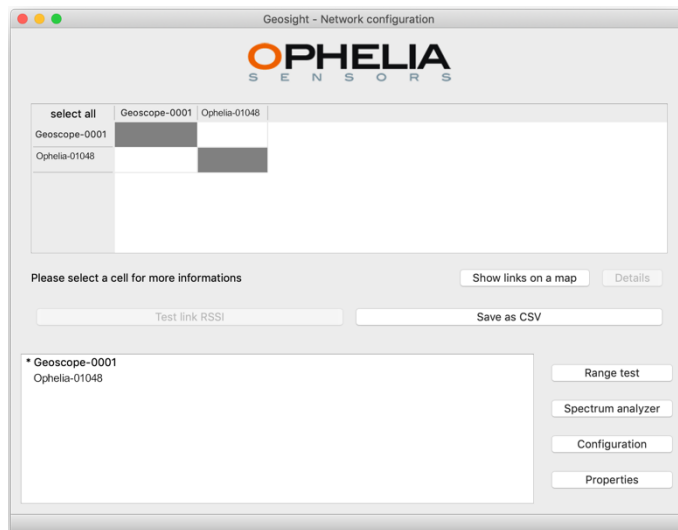 Geosight - Network configuration
OPHELIA
SENSORS
select all Geoscope-0001 Ophelia-01048
Geoscope-0001
Ophelia-01048
Please select a cell for more informations Show links on a map Details
Test link RSSI Save as CSV
* Geoscope-0001
Ophelia-01048
Range test
Spectrum analyzer
Configuration
Properties